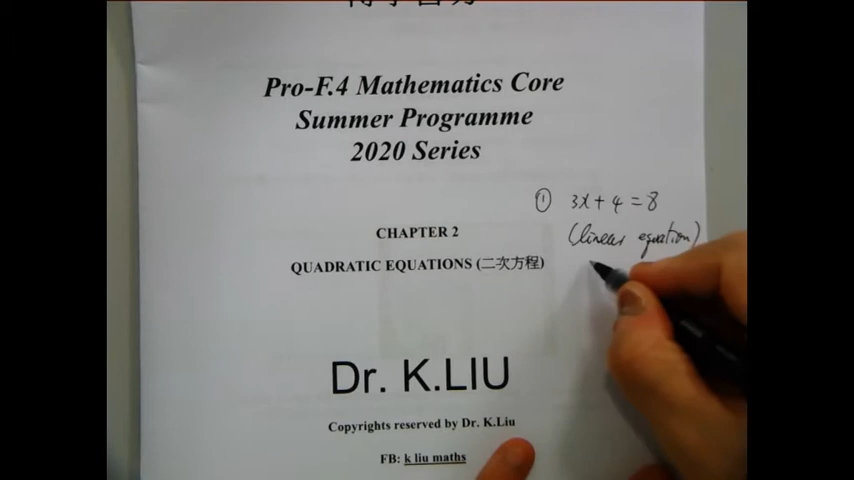 Pro-F.4 Mathematics Core
Summer Programme
2020 Series
① 3x + 4 = 8
(linear equation)
CHAPTER 2
QUADRATIC EQUATIONS (二次方程)
Dr. K.LIU
Copyrights reserved by Dr. K.Liu
FB: k liu maths